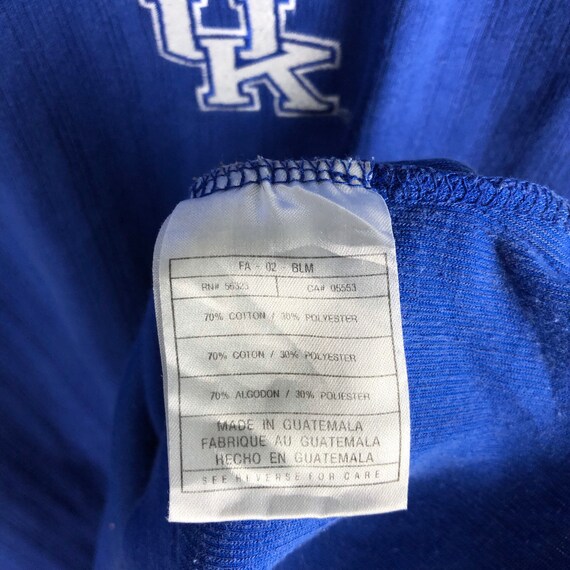 UK
FA - 02 - BLM
RN# 56323 CA# 05553
70% COTTON / 30% POLYESTER
70% COTON / 30% POLYESTER
70% ALGODON / 30% POLIESTER
MADE IN GUATEMALA
FABRIQUE AU GUATEMALA
HECHO EN GUATEMALA
SEE REVERSE FOR CARE